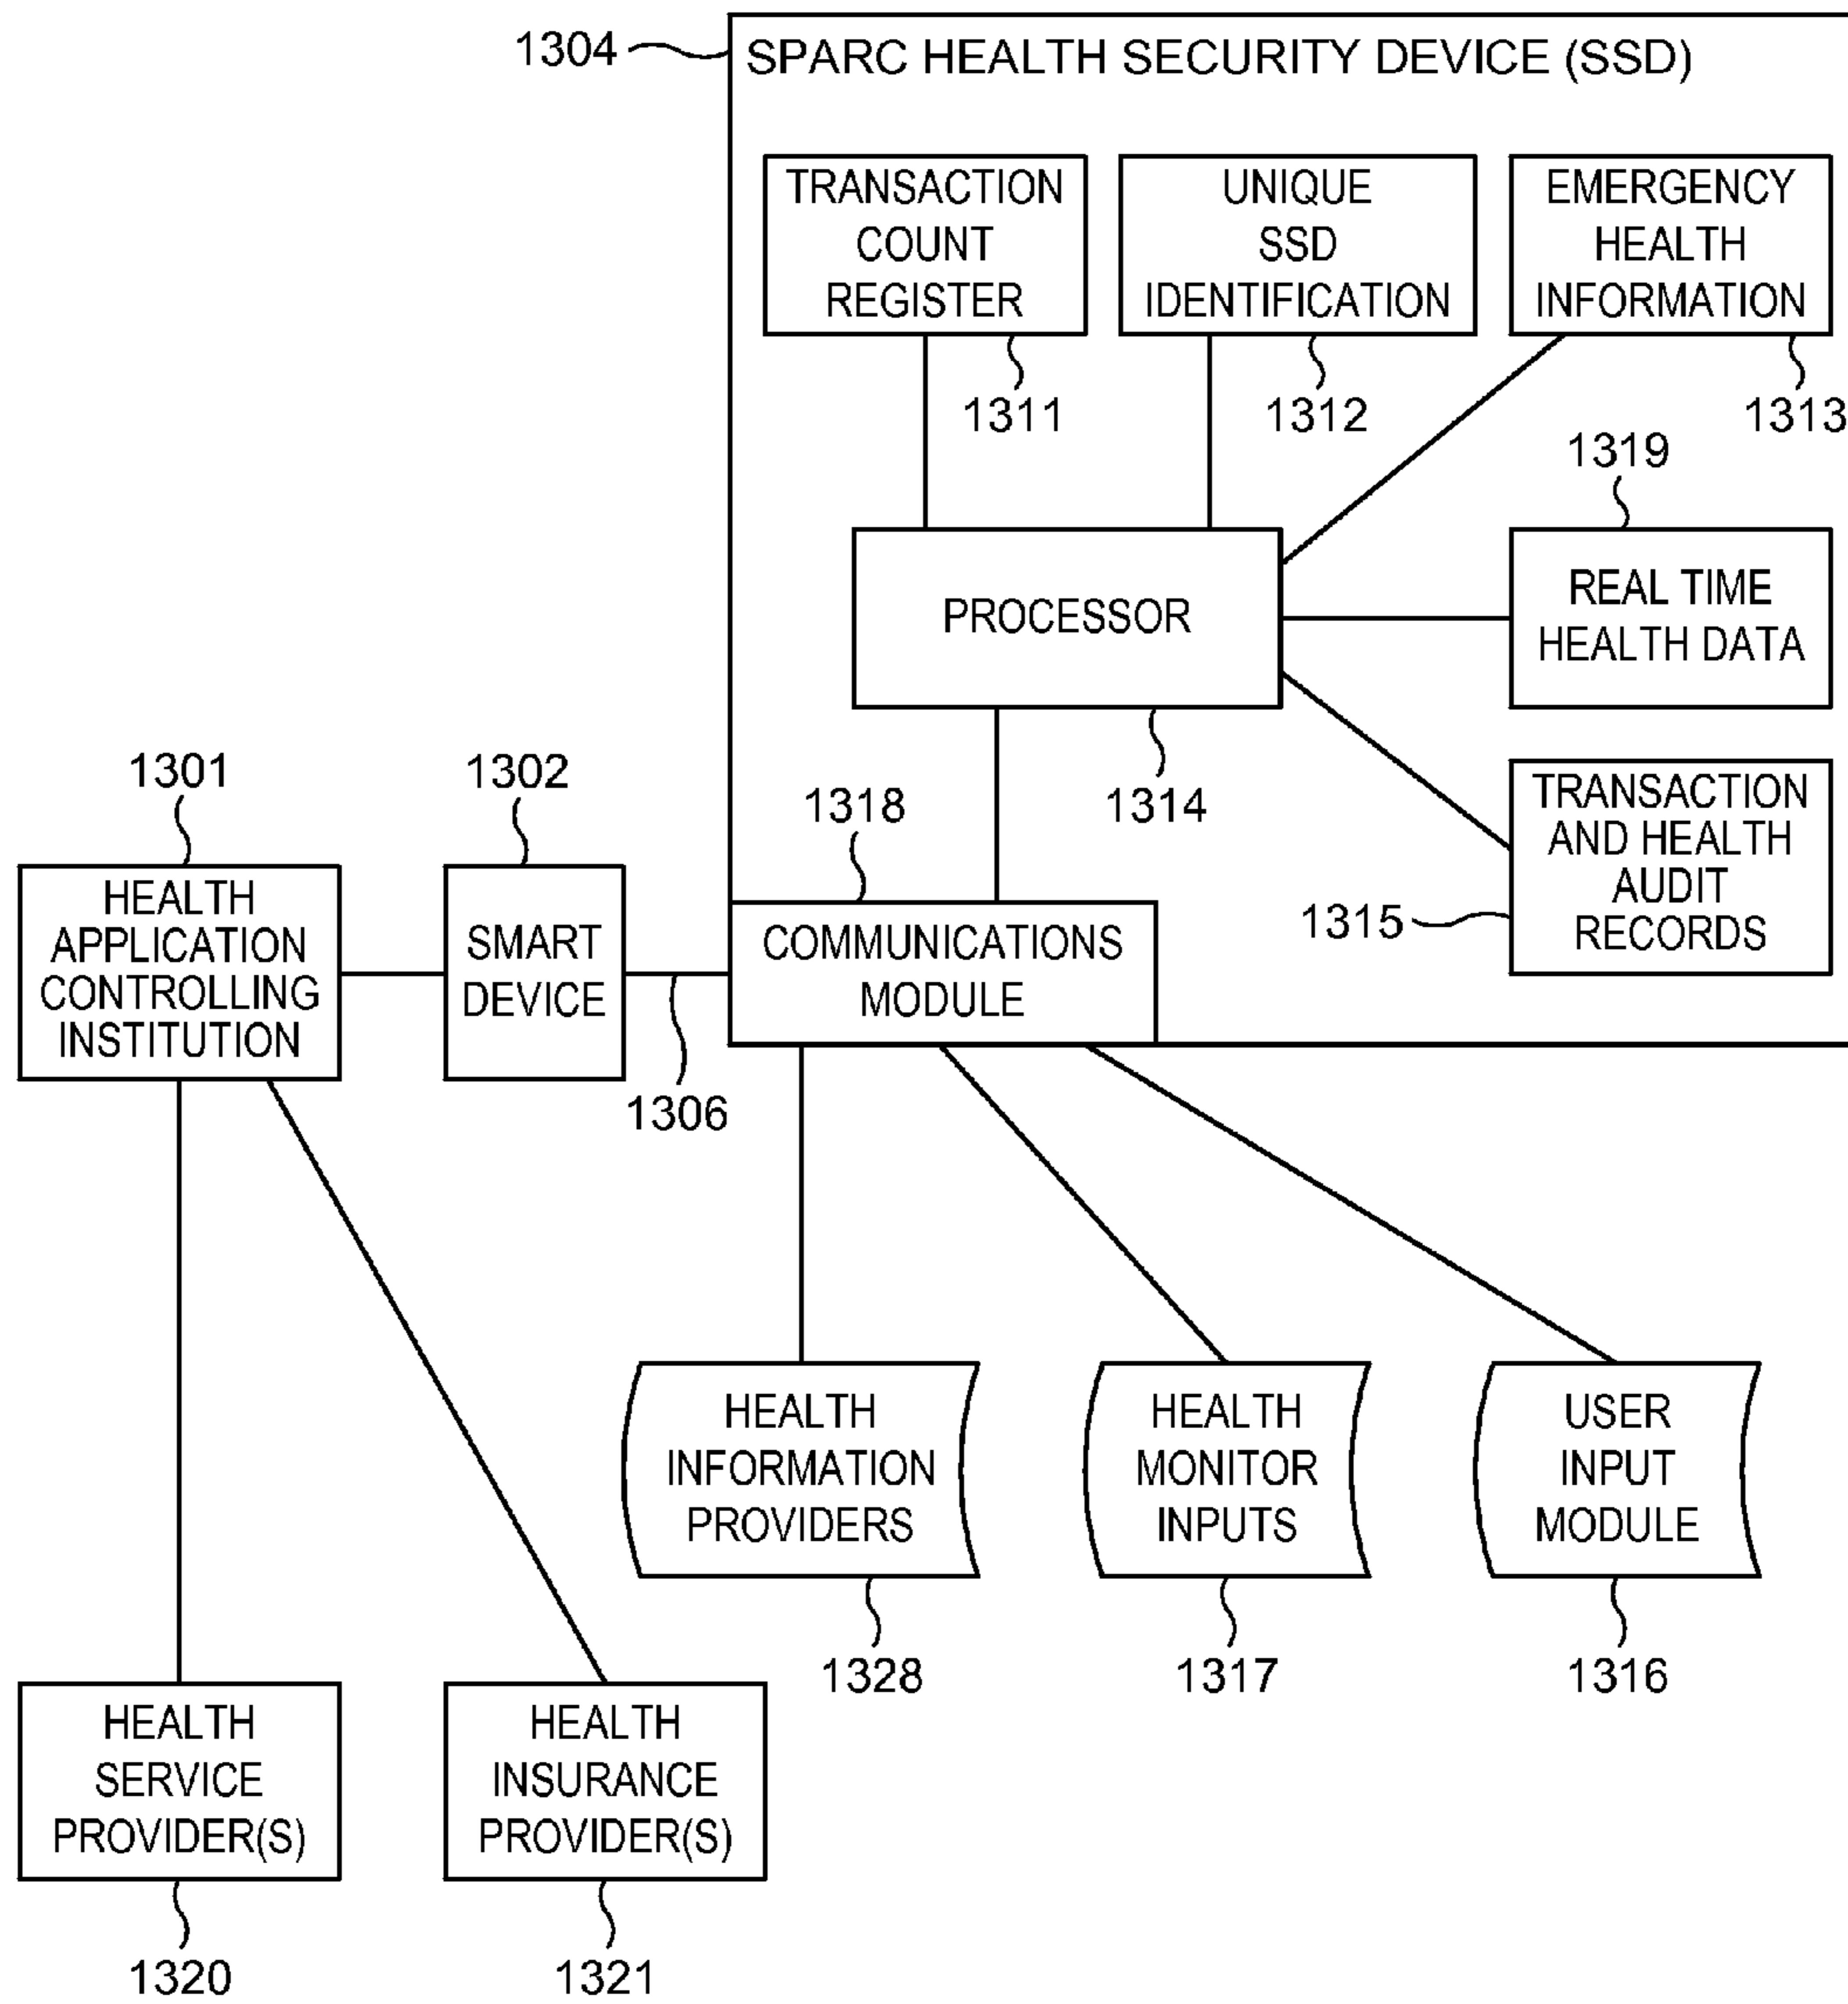 1304
SPARC HEALTH SECURITY DEVICE (SSD)
TRANSACTION
COUNT
REGISTER
UNIQUE
SSD
IDENTIFICATION
EMERGENCY
HEALTH
INFORMATION
1311
1312
1313
1319
PROCESSOR
REAL TIME
HEALTH DATA
1301
1302
1318
1314
TRANSACTION
AND HEALTH
AUDIT
RECORDS
1315
HEALTH
APPLICATION
CONTROLLING
INSTITUTION
SMART
DEVICE
COMMUNICATIONS
MODULE
1306
HEALTH
INFORMATION
PROVIDERS
HEALTH
MONITOR
INPUTS
USER
INPUT
MODULE
1328
1317
1316
HEALTH
SERVICE
PROVIDER(S)
HEALTH
INSURANCE
PROVIDER(S)
1320
1321